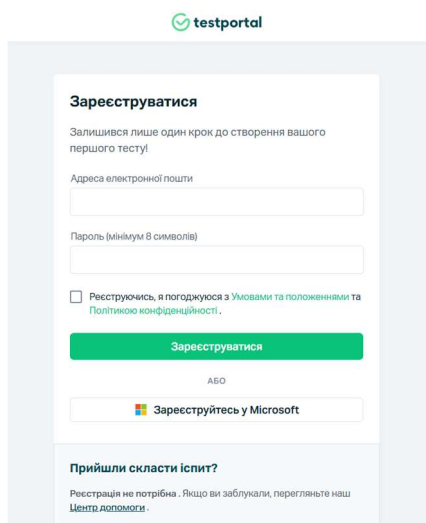 testportal
Зареєструватися
Залишився лише один крок до створення вашого
першого тесту!
Адреса електронної пошти
Пароль (мінімум 8 символів)
Реєструючись, я погоджуюся з Умовами та положеннями та
Політикою конфіденційності .
Зареєструватися
АБО
Зареєструйтесь у Microsoft
Прийшли скласти іспит?
Реєстрація не потрібна . Якщо ви заблукали, перегляньте наш
Центр допомоги .